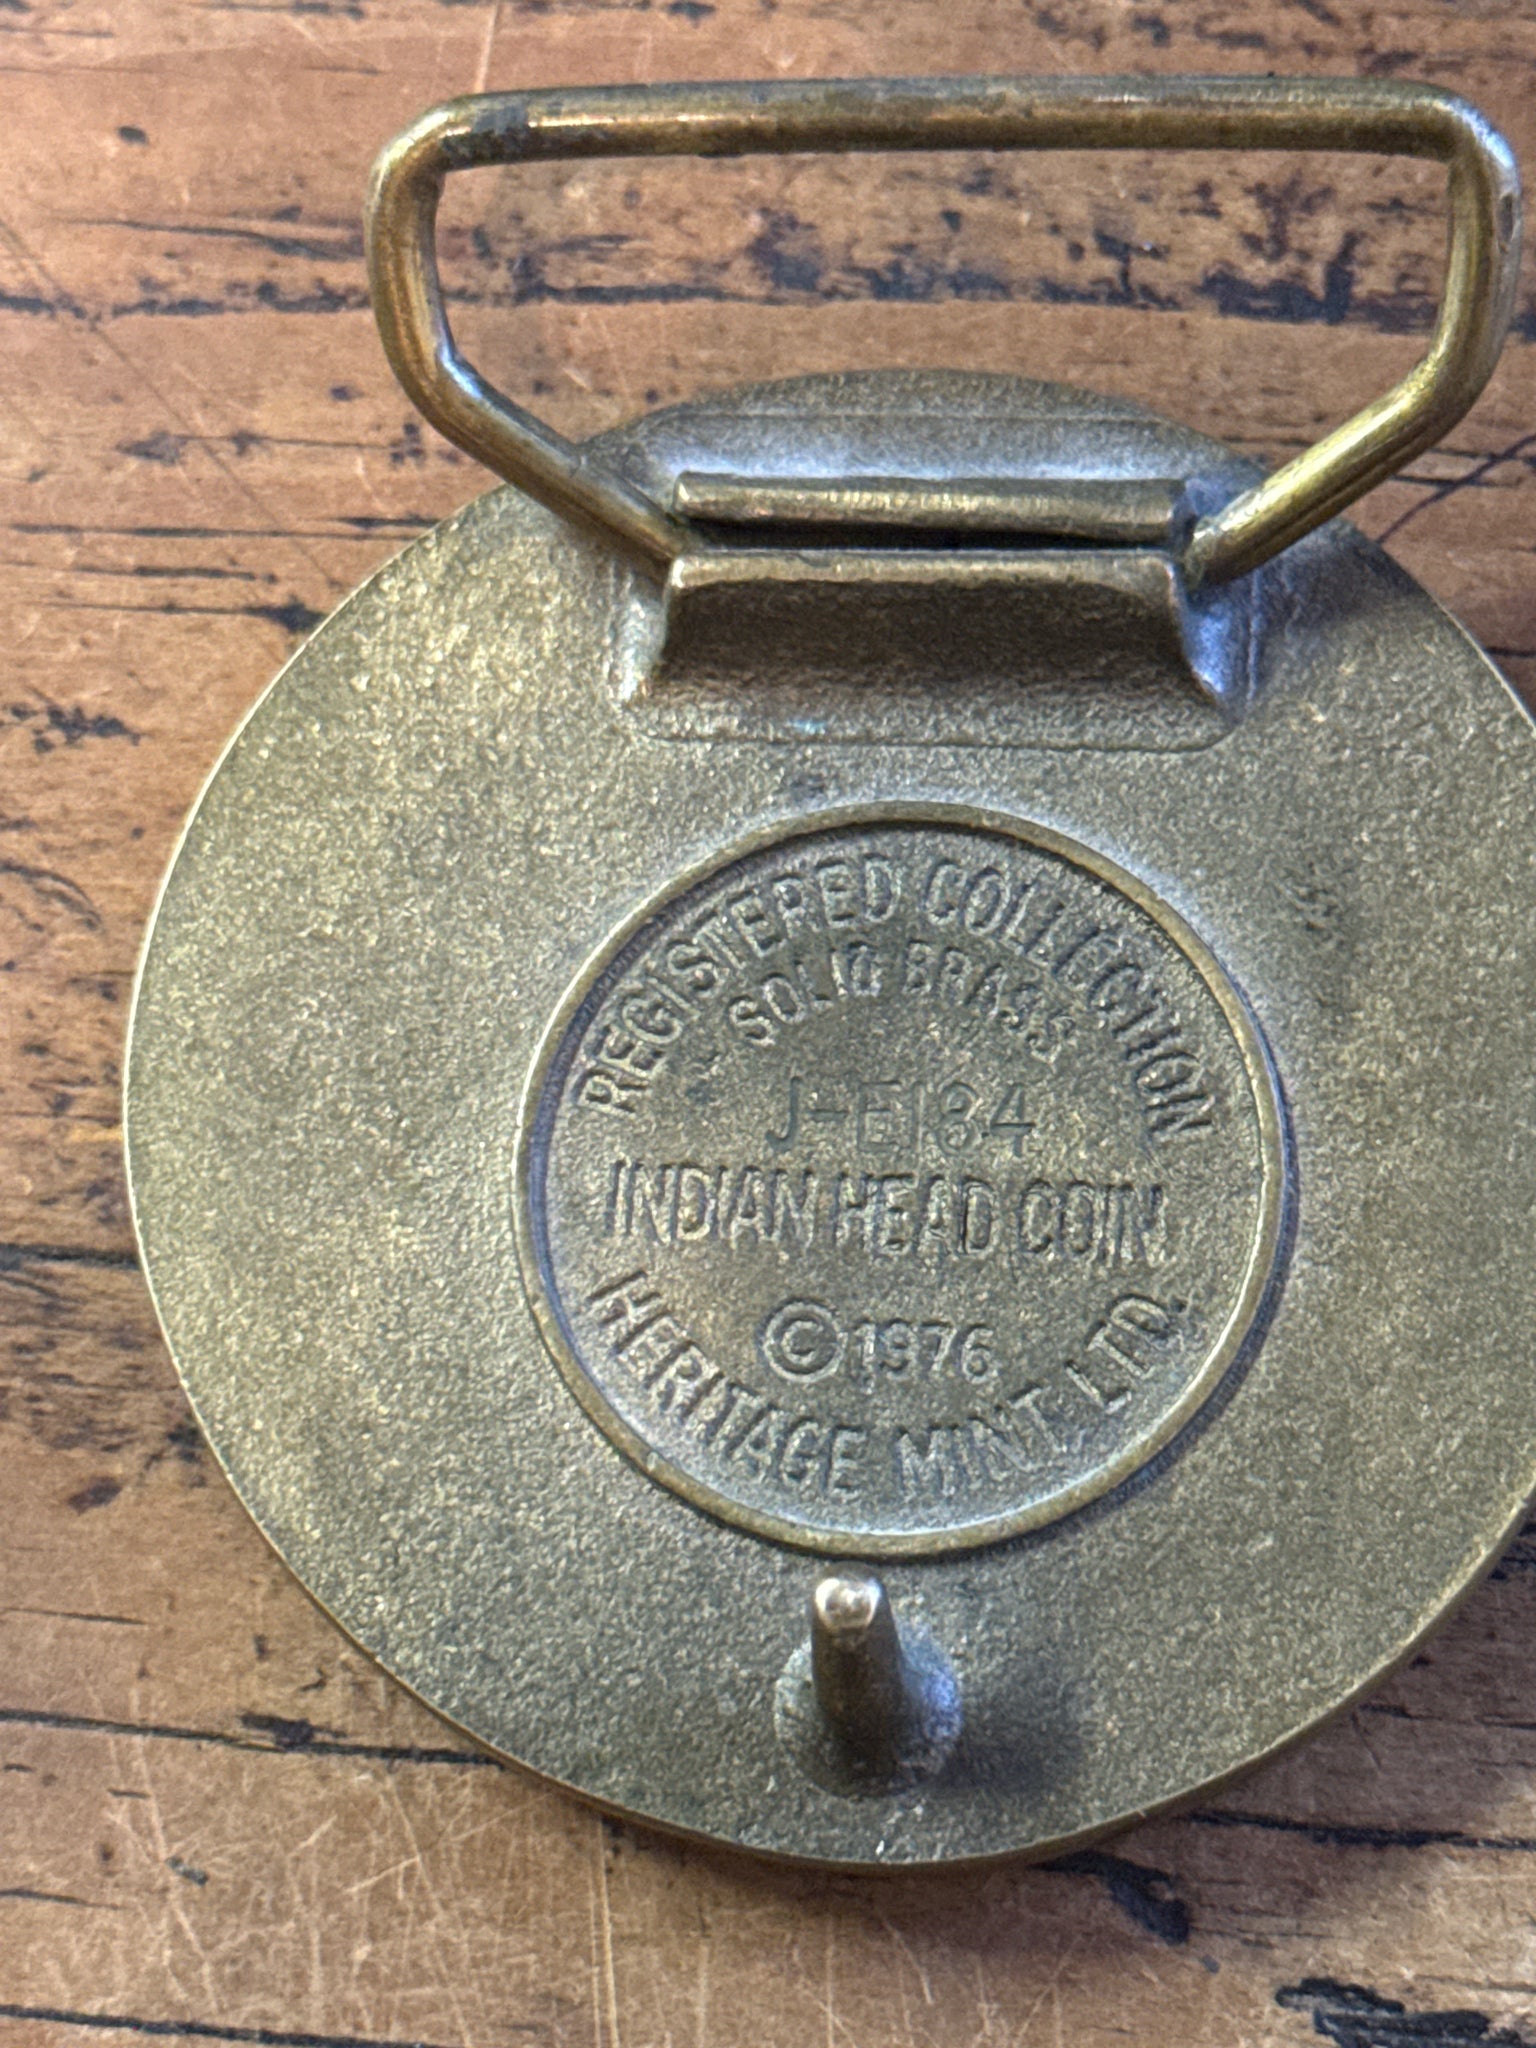 REGISTERED COLLECTION
SOLID BRASS
J-E184
INDIAN HEAD COIN
©1976
HERITAGE MINT. LTD.